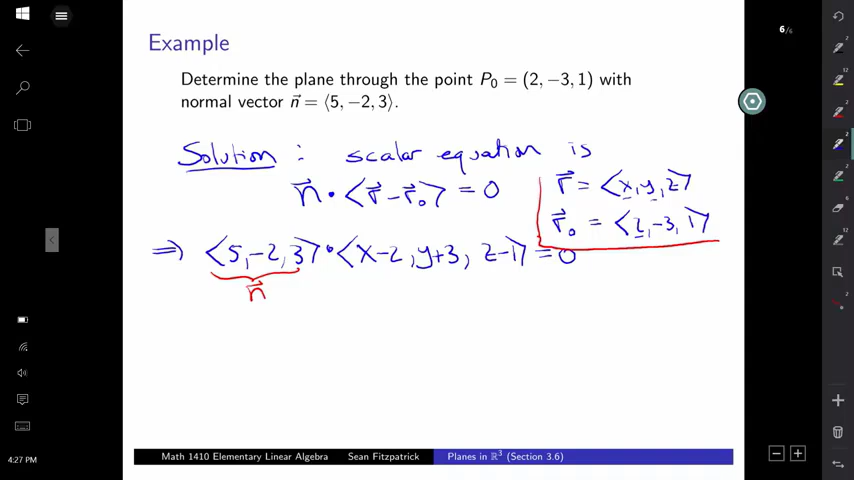 6/6
Example
Determine the plane through the point P₀ = (2, −3, 1) with
normal vector n⃗ = ⟨5, −2, 3⟩.
Solution : scalar equation is
n⃗ • ⟨r⃗ − r⃗₀⟩ = 0
r⃗ = ⟨x, y, z⟩
r⃗₀ = ⟨2, −3, 1⟩
⇒ ⟨5, −2, 3⟩ • ⟨x−2, y+3, z−1⟩ = 0
n⃗
4:27 PM
Math 1410 Elementary Linear Algebra Sean Fitzpatrick Planes in ℝ³ (Section 3.6)